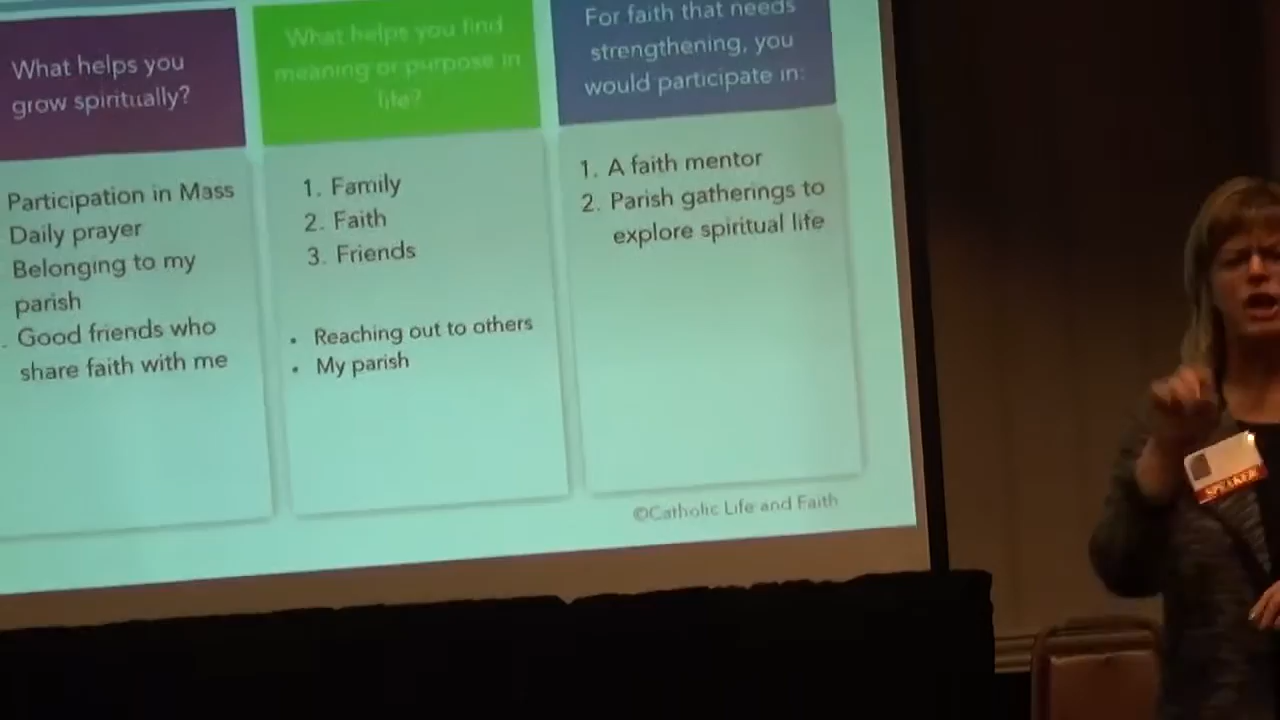 What helps you
grow spiritually?
Participation in Mass
Daily prayer
Belonging to my
parish
. Good friends who
share faith with me
What helps you find
meaning or purpose in
life?
1. Family
2. Faith
3. Friends
• Reaching out to others
• My parish
For faith that needs
strengthening, you
would participate in:
1. A faith mentor
2. Parish gatherings to
explore spiritual life
©Catholic Life and Faith
SPEAKER